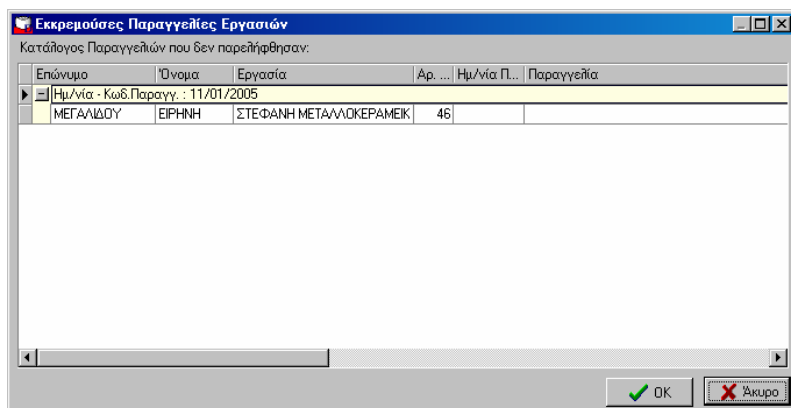 Εκκρεμούσες Παραγγελίες Εργασιών
Κατάλογος Παραγγελιών που δεν παρελήφθησαν:
Επώνυμο Όνομα Εργασία Αρ. ... Ημ/νία Π... Παραγγελία
Ημ/νία - Κωδ.Παραγγ. : 11/01/2005
ΜΕΓΑΛΙΔΟΥ ΕΙΡΗΝΗ ΣΤΕΦΑΝΗ ΜΕΤΑΛΛΟΚΕΡΑΜΕΙΚ 46
OK Άκυρο